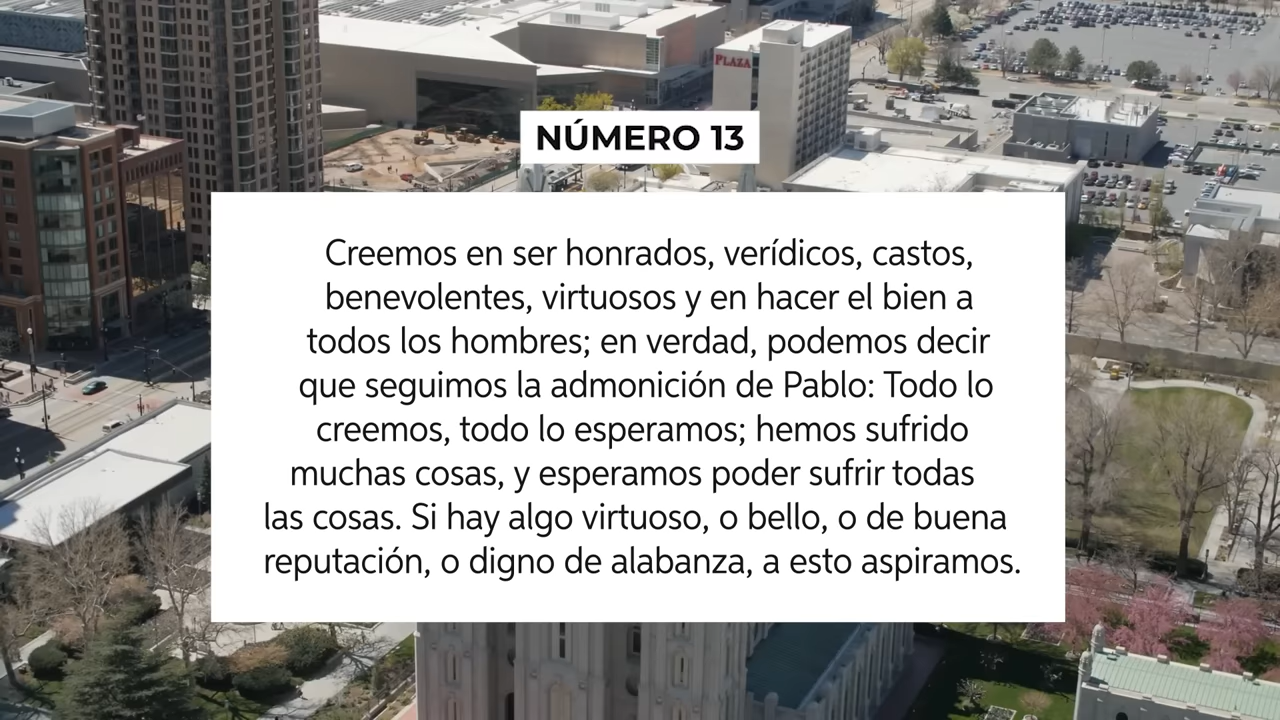 PLAZA
NÚMERO 13
Creemos en ser honrados, verídicos, castos,
benevolentes, virtuosos y en hacer el bien a
todos los hombres; en verdad, podemos decir
que seguimos la admonición de Pablo: Todo lo
creemos, todo lo esperamos; hemos sufrido
muchas cosas, y esperamos poder sufrir todas
las cosas. Si hay algo virtuoso, o bello, o de buena
reputación, o digno de alabanza, a esto aspiramos.